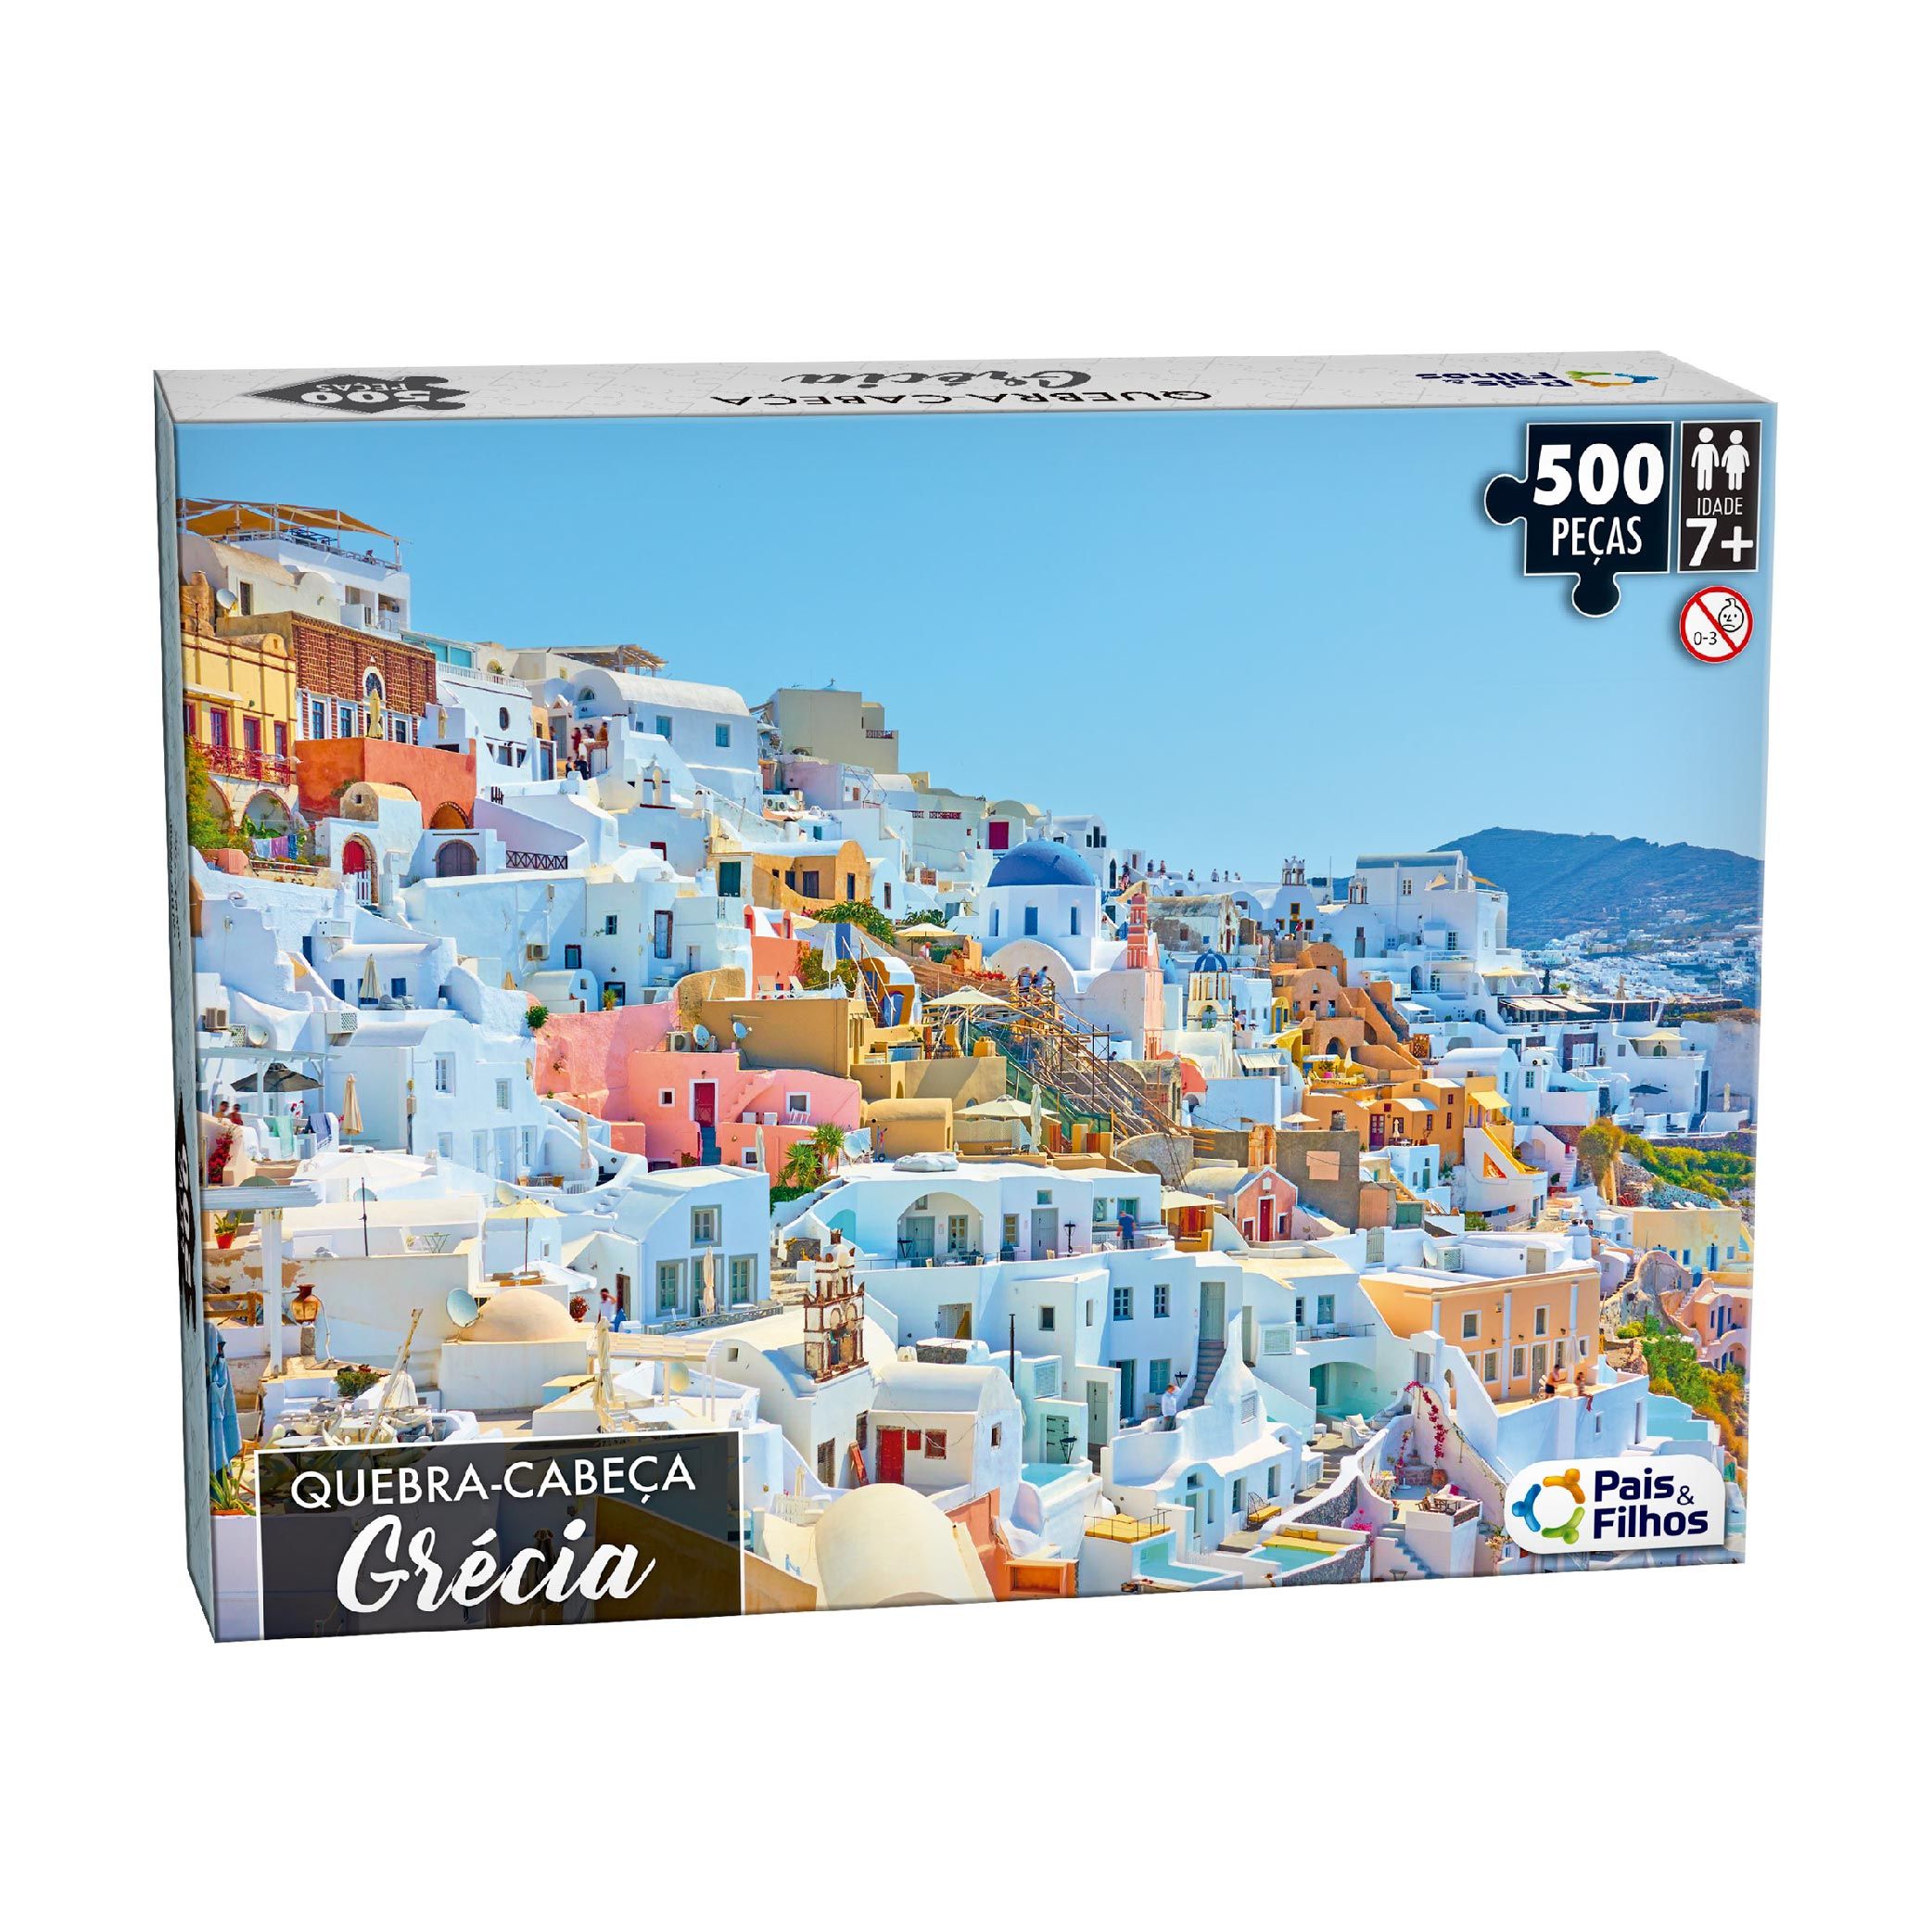 500
PEÇAS
QUEBRA-CABEÇA
Grécia
Pais &
Filhos
500
PEÇAS
IDADE
7+
0-3
QUEBRA-CABEÇA
Grécia
Pais &
Filhos